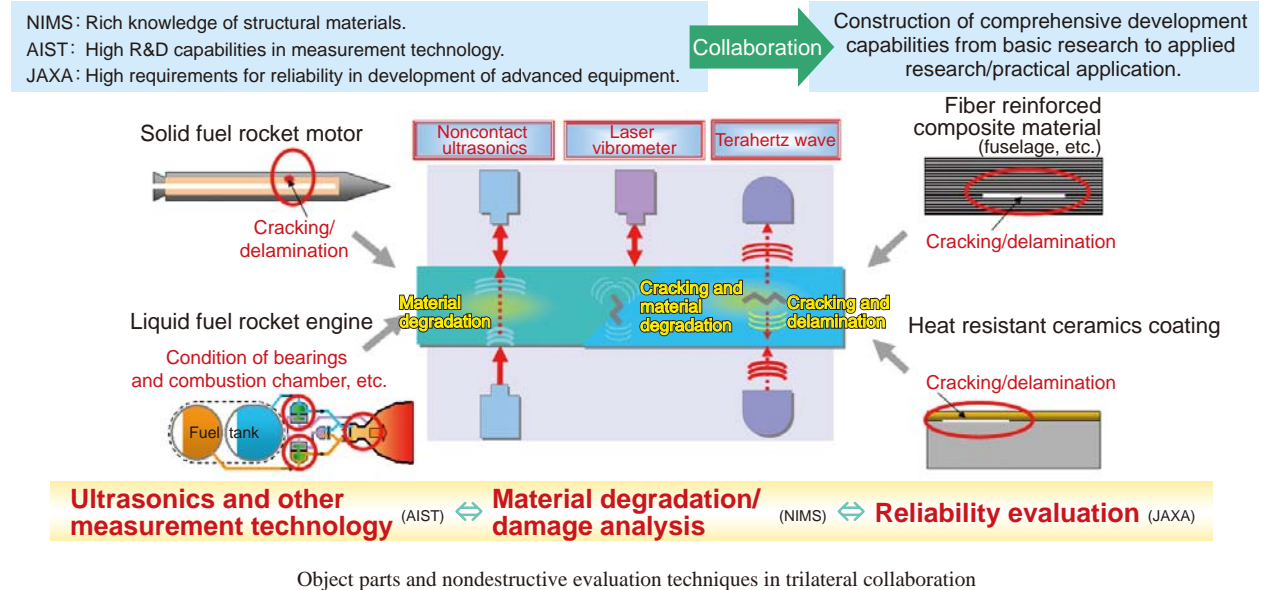 NIMS: Rich knowledge of structural materials.
AIST: High R&D capabilities in measurement technology.
JAXA: High requirements for reliability in development of advanced equipment.
Collaboration
Construction of comprehensive development
capabilities from basic research to applied
research/practical application.
Solid fuel rocket motor
Cracking/
delamination
Noncontact
ultrasonics
Laser
vibrometer
Terahertz wave
Fiber reinforced
composite material
(fuselage, etc.)
Cracking/delamination
Material
degradation
Cracking and
material
degradation
Cracking and
delamination
Liquid fuel rocket engine
Condition of bearings
and combustion chamber, etc.
Fuel tank
Heat resistant ceramics coating
Cracking/delamination
Ultrasonics and other
measurement technology (AIST)
Material degradation/
damage analysis (NIMS)
Reliability evaluation (JAXA)
Object parts and nondestructive evaluation techniques in trilateral collaboration